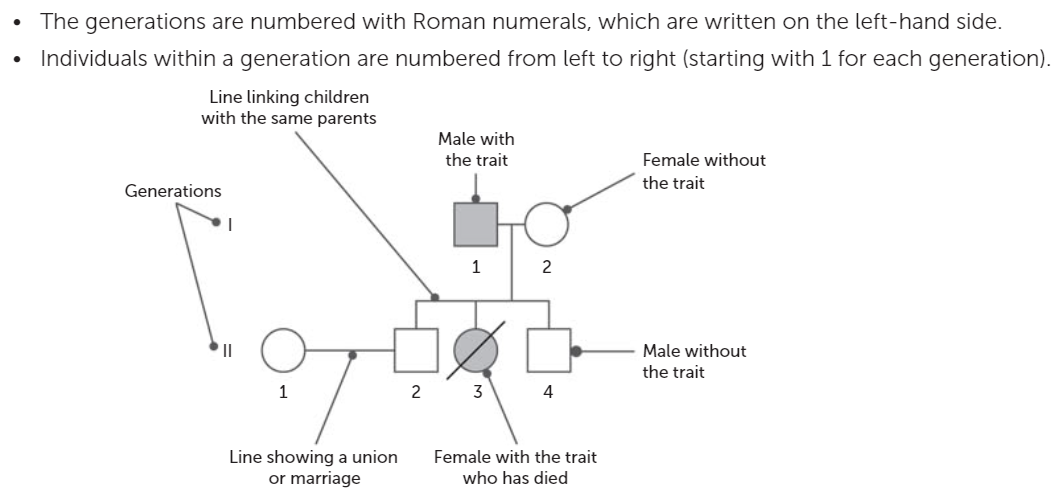 • The generations are numbered with Roman numerals, which are written on the left-hand side.
• Individuals within a generation are numbered from left to right (starting with 1 for each generation).
Line linking children
with the same parents
Male with
the trait
Female without
the trait
Generations
I
1 2
II
Male without
the trait
1 2 3 4
Line showing a union
or marriage
Female with the trait
who has died